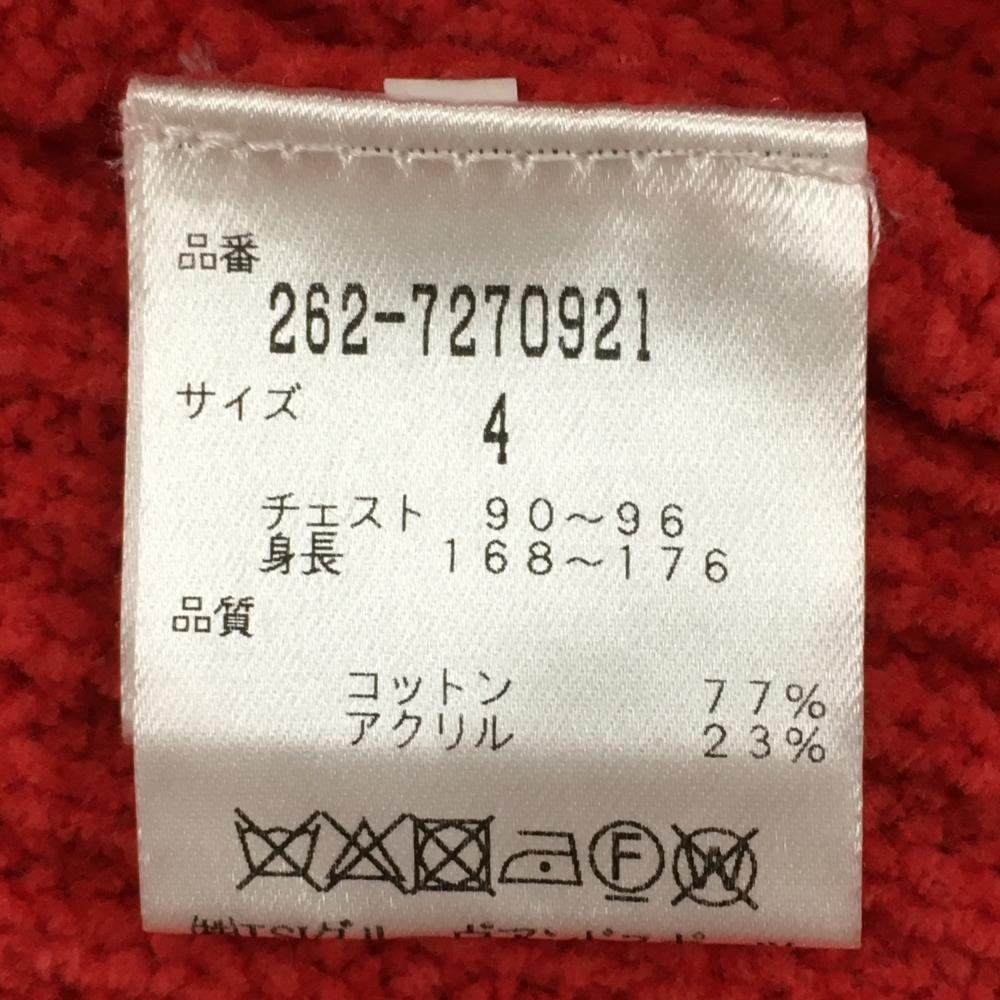 品番
262-7270921
サイズ 4
チェスト 90～96
身長 168～176
品質
コットン 77%
アクリル 23%
F W